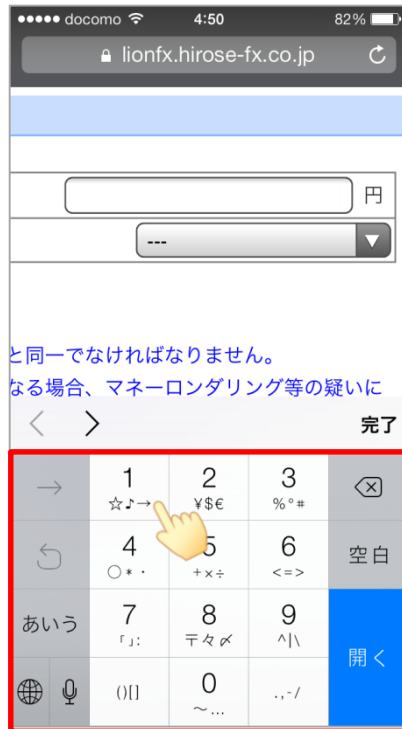 docomo 4:50 82%
lionfx.hirose-fx.co.jp
円
---
と同一でなければなりません。
なる場合、マネーロンダリング等の疑いに
完了
→ 1 2 3
☆♪→ ¥$€ %°#
4 5 6 空白
○*・ +×÷ <=>
あいう 7 8 9 開く
「」: 〒々〆 ^|\
()[] 0 .,-/
~…